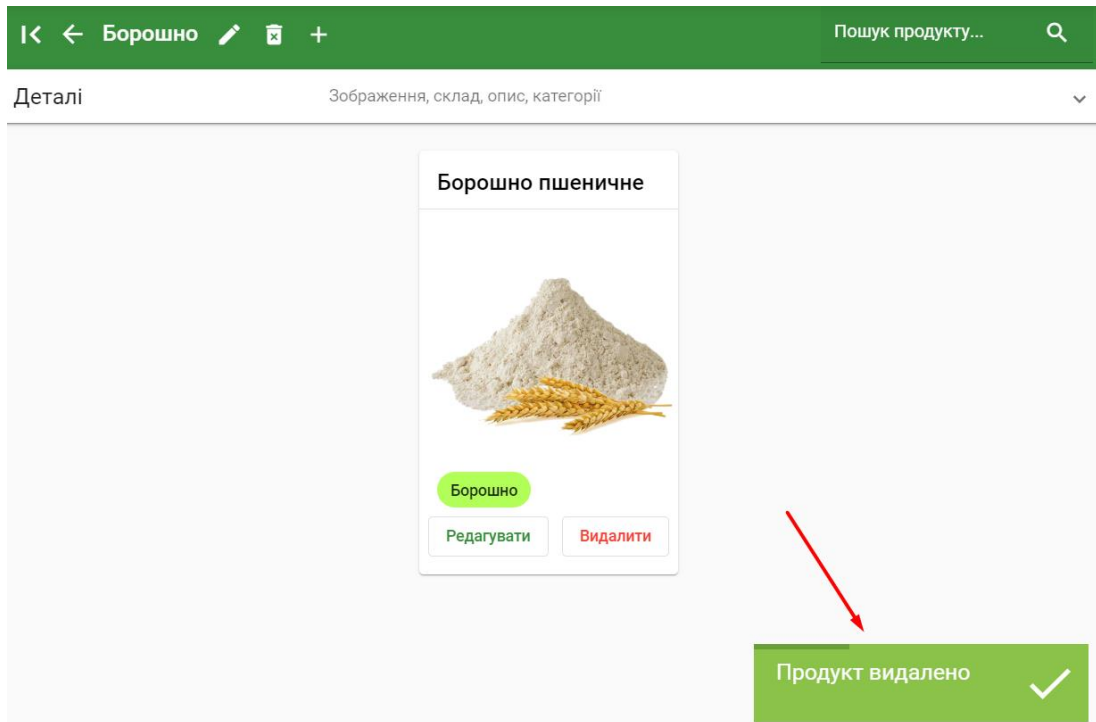 Борошно
Пошук продукту...
Деталі
Зображення, склад, опис, категорії
Борошно пшеничне
Борошно
Редагувати
Видалити
Продукт видалено